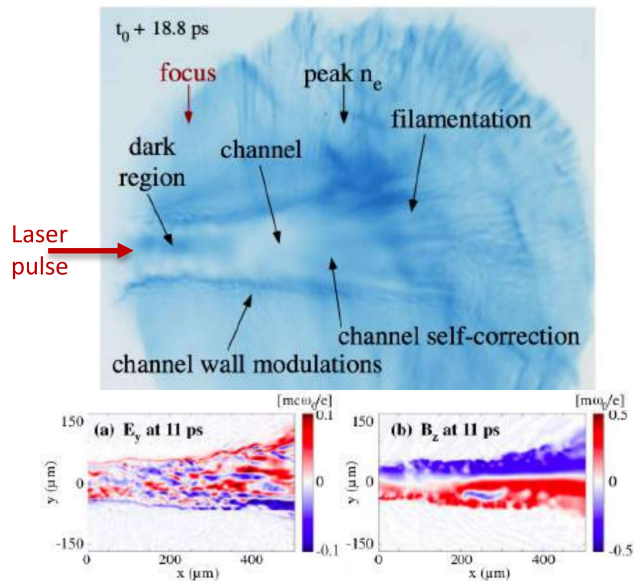 t0 + 18.8 ps
focus
peak ne
filamentation
dark
region
channel
Laser
pulse
channel self-correction
channel wall modulations
[mcω0/e]
0.1
0
-0.1
(a) Ey at 11 ps
150
0
-150
y (μm)
0
200
400
x (μm)
[mω0/e]
0.5
0
-0.5
(b) Bz at 11 ps
150
0
-150
y (μm)
0
200
400
x (μm)